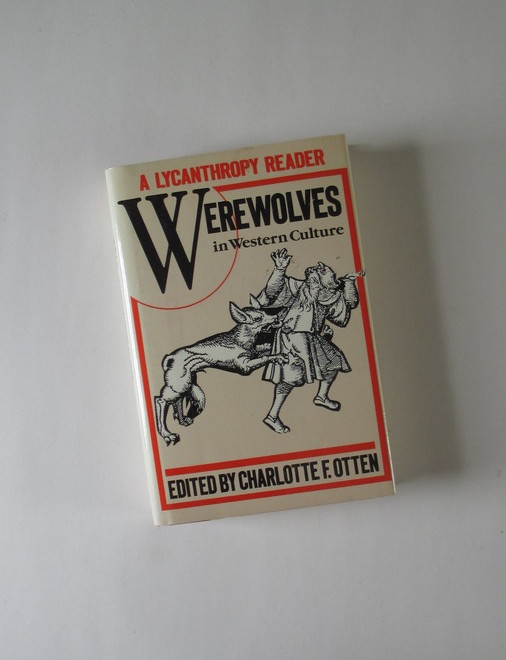 A LYCANTHROPY READER
WEREWOLVES
in Western Culture
EDITED BY CHARLOTTE F. OTTEN